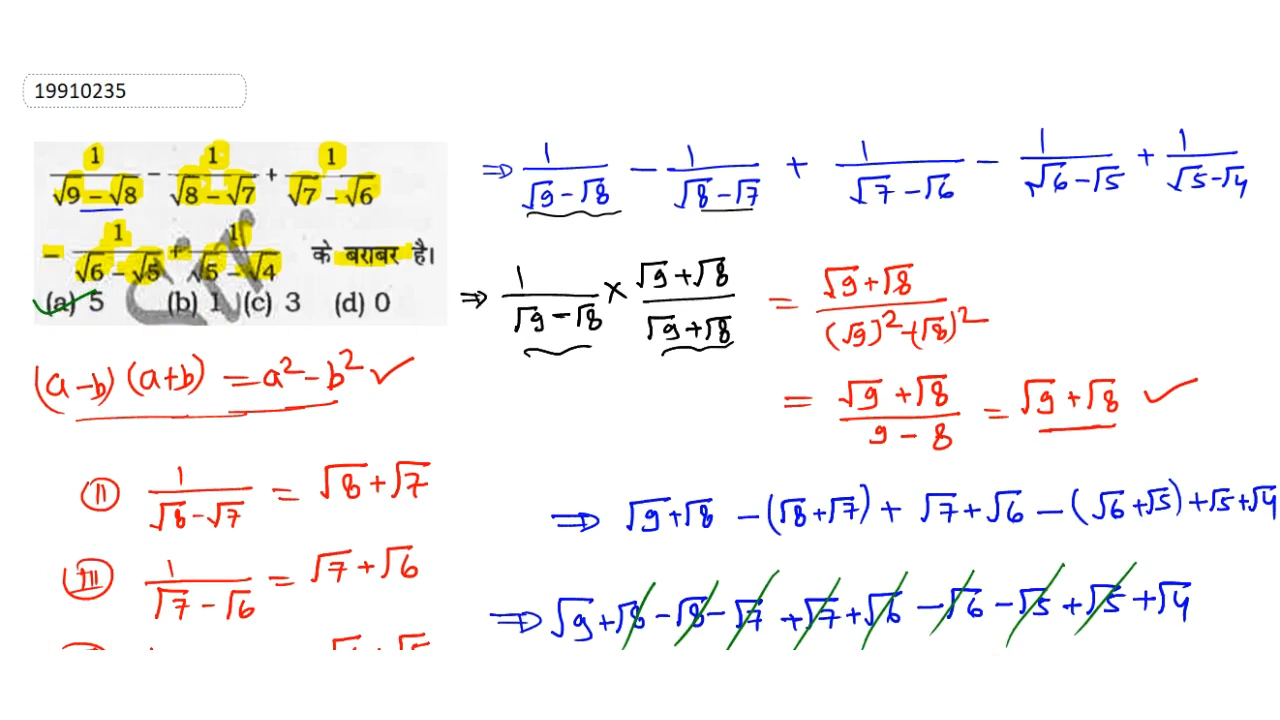 19910235
1/(√9 – √8) – 1/(√8 – √7) + 1/(√7 – √6)
– 1/(√6 – √5) + 1/(√5 – √4) के बराबर है।
(a) 5 (b) 1 (c) 3 (d) 0
(a-b) (a+b) = a² - b² ✓
(II) 1/(√8 - √7) = √8 + √7
(III) 1/(√7 - √6) = √7 + √6
⇒ 1/(√9 - √8) - 1/(√8 - √7) + 1/(√7 - √6) - 1/(√6 - √5) + 1/(√5 - √4)
⇒ 1/(√9 - √8) × (√9 + √8)/(√9 + √8) = (√9 + √8)/((√9)² - (√8)²)
= (√9 + √8)/(9 - 8) = √9 + √8 ✓
⇒ √9 + √8 - (√8 + √7) + √7 + √6 - (√6 + √5) + √5 + √4
⇒ √9 + √8 - √8 - √7 + √7 + √6 - √6 - √5 + √5 + √4